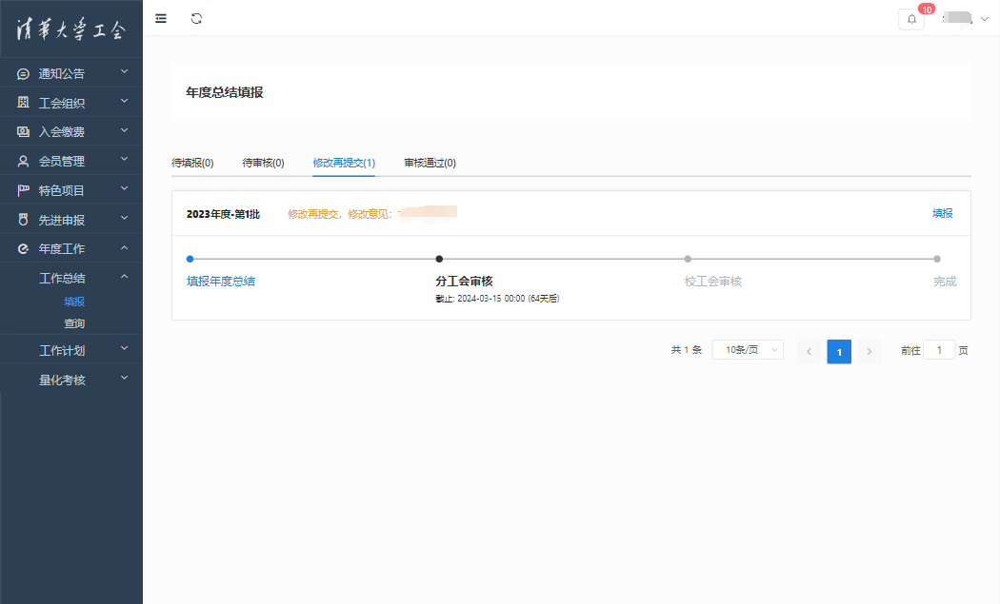 清华大学工会
10
通知公告
工会组织
入会缴费
会员管理
特色项目
先进申报
年度工作
工作总结
填报
查询
工作计划
量化考核
年度总结填报
待填报(0) 待审核(0) 修改再提交(1) 审核通过(0)
2023年度-第1批 修改再提交，修改意见： 填报
填报年度总结 分工会审核 校工会审核 完成
截止: 2024-03-15 00:00 (64天后)
共 1 条 10条/页 1 前往 1 页